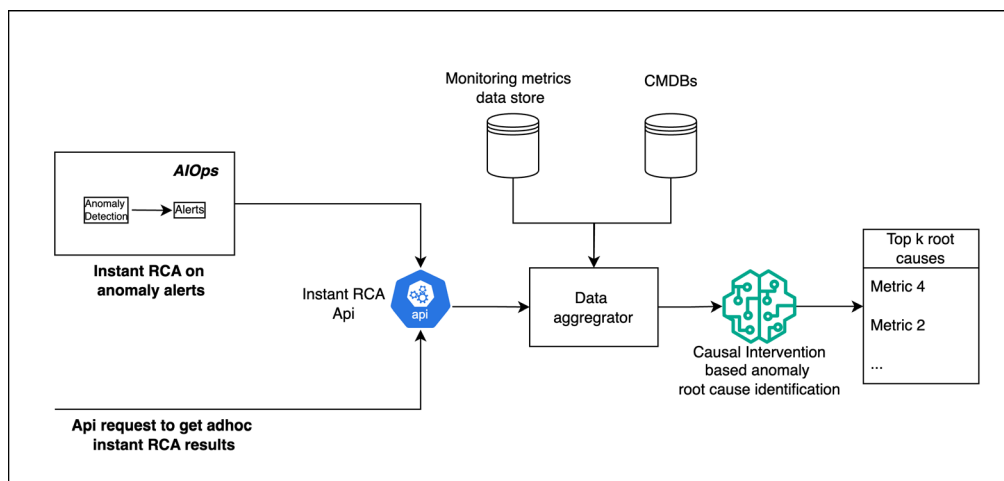 Monitoring metrics
data store
CMDBs
AIOps
Anomaly
Detection
Alerts
Instant RCA on
anomaly alerts
Instant RCA
Api
api
Data
aggregrator
Causal Intervention
based anomaly
root cause identification
Top k root
causes
Metric 4
Metric 2
...
Api request to get adhoc
instant RCA results